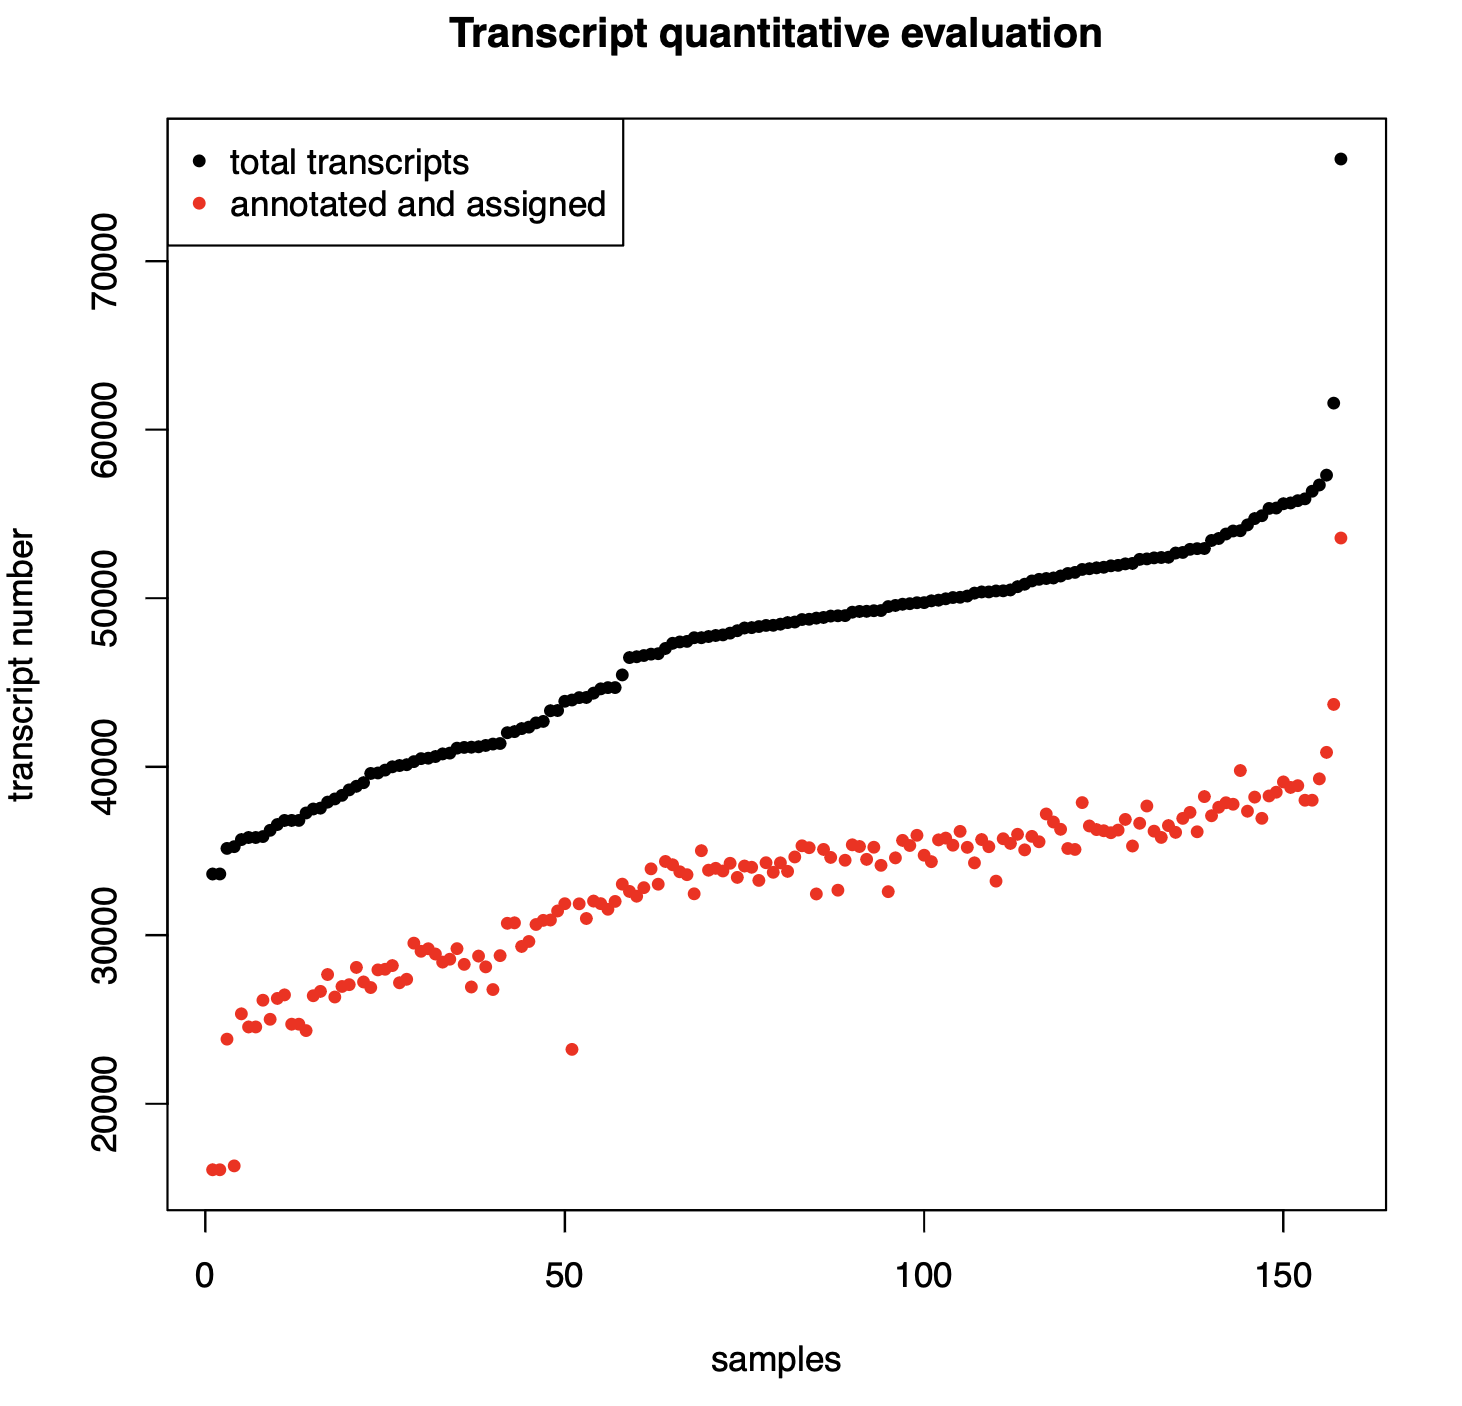 Transcript quantitative evaluation
total transcripts
annotated and assigned
transcript number
70000
60000
50000
40000
30000
20000
0 50 100 150
samples